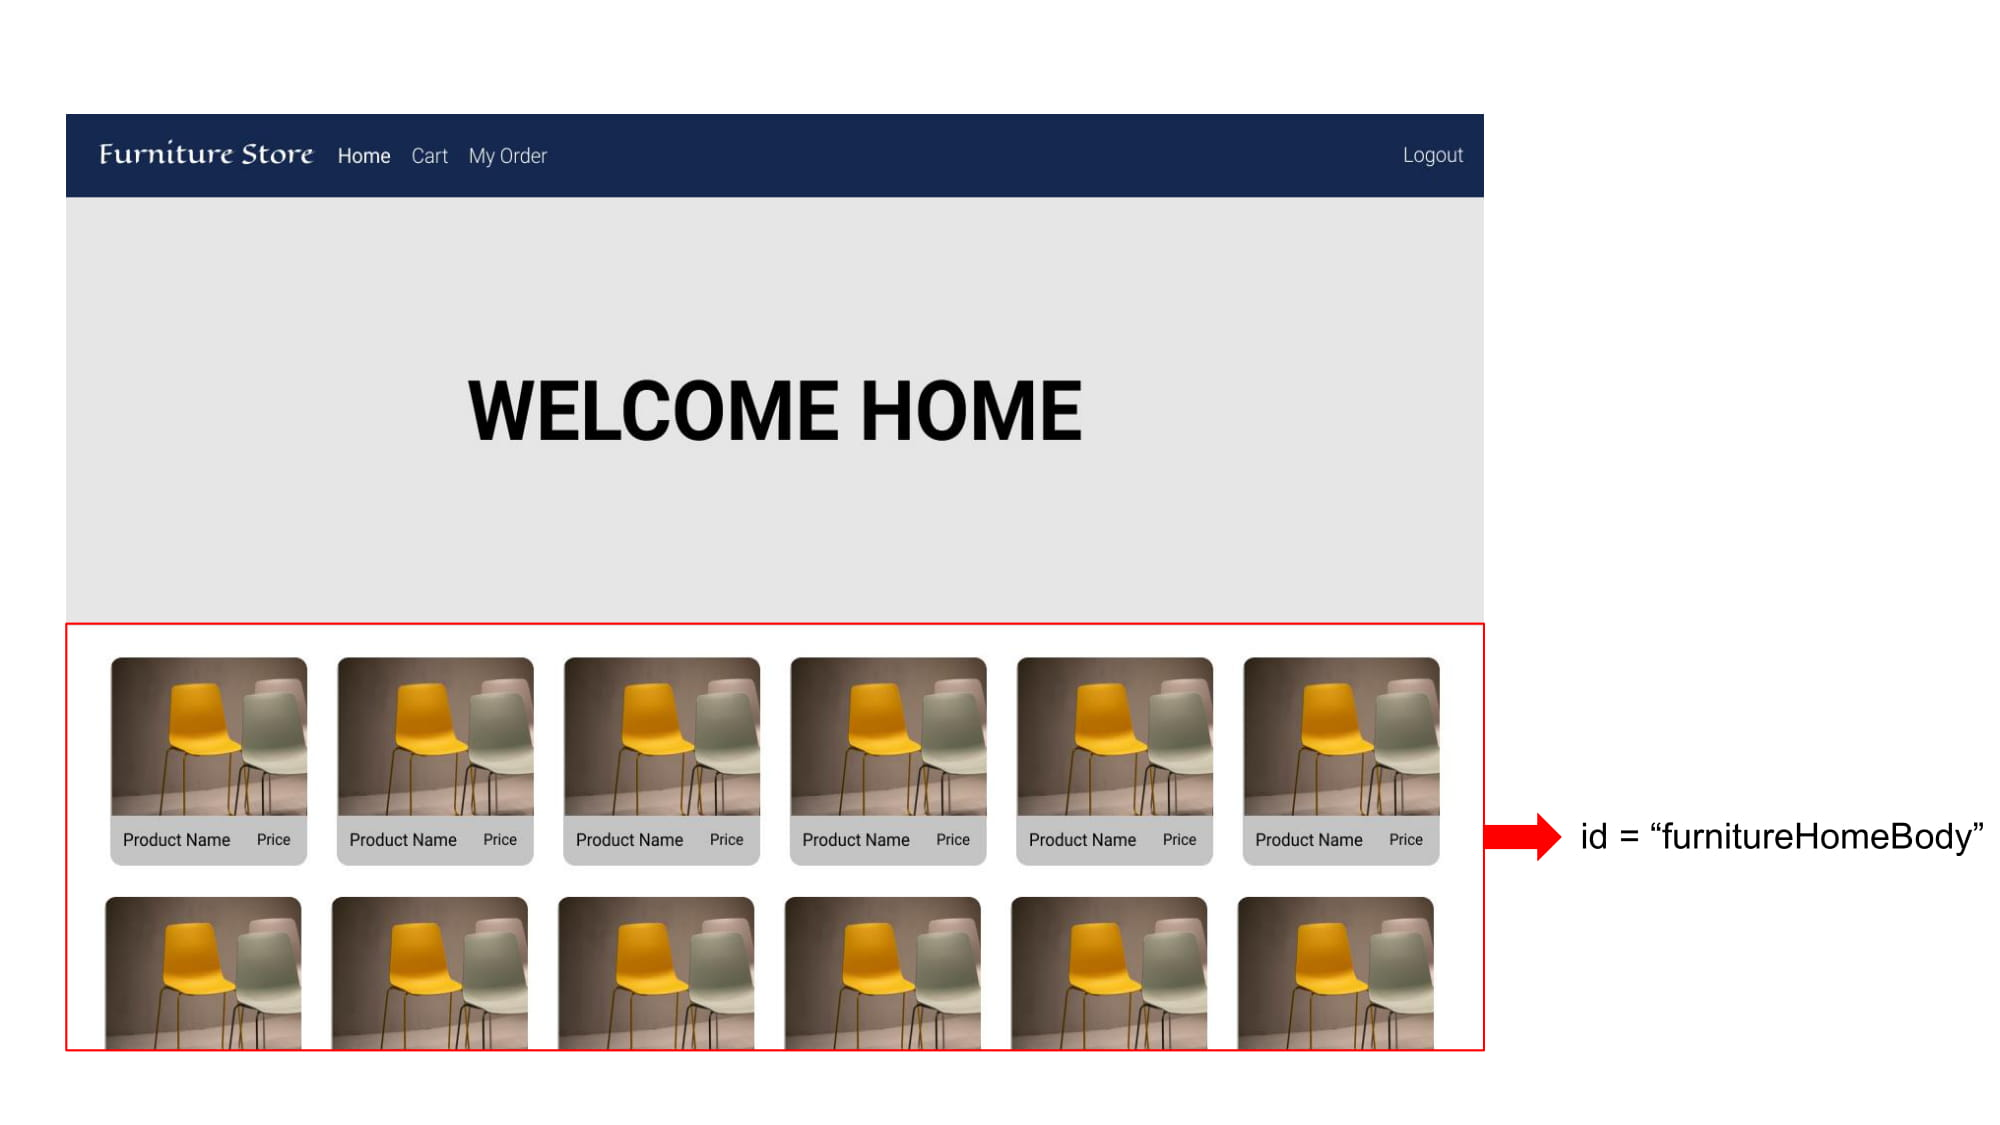 Furniture Store Home Cart My Order Logout
WELCOME HOME
Product Name Price Product Name Price Product Name Price Product Name Price Product Name Price Product Name Price
id = “furnitureHomeBody”